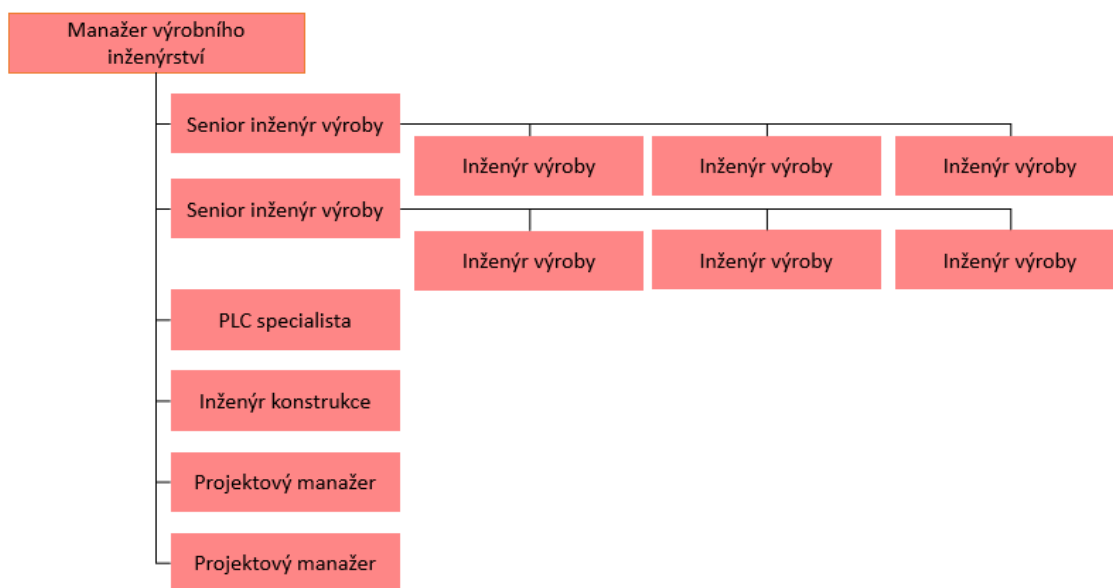 Manažer výrobního
inženýrství
Senior inženýr výroby
Inženýr výroby
Inženýr výroby
Inženýr výroby
Senior inženýr výroby
Inženýr výroby
Inženýr výroby
Inženýr výroby
PLC specialista
Inženýr konstrukce
Projektový manažer
Projektový manažer